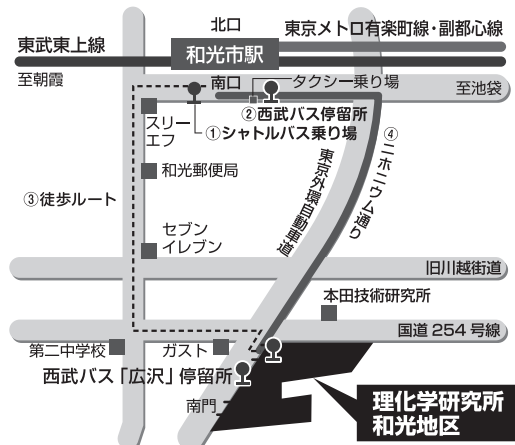 北口
東京メトロ有楽町線・副都心線
東武東上線
和光市駅
至朝霞
南口
タクシー乗り場
至池袋
②西武バス停留所
①シャトルバス乗り場
スリー
エフ
④ニホニウム通り
東京外環自動車道
和光郵便局
③徒歩ルート
セブン
イレブン
旧川越街道
本田技術研究所
国道254号線
第二中学校
ガスト
西武バス「広沢」停留所
南門
理化学研究所
和光地区